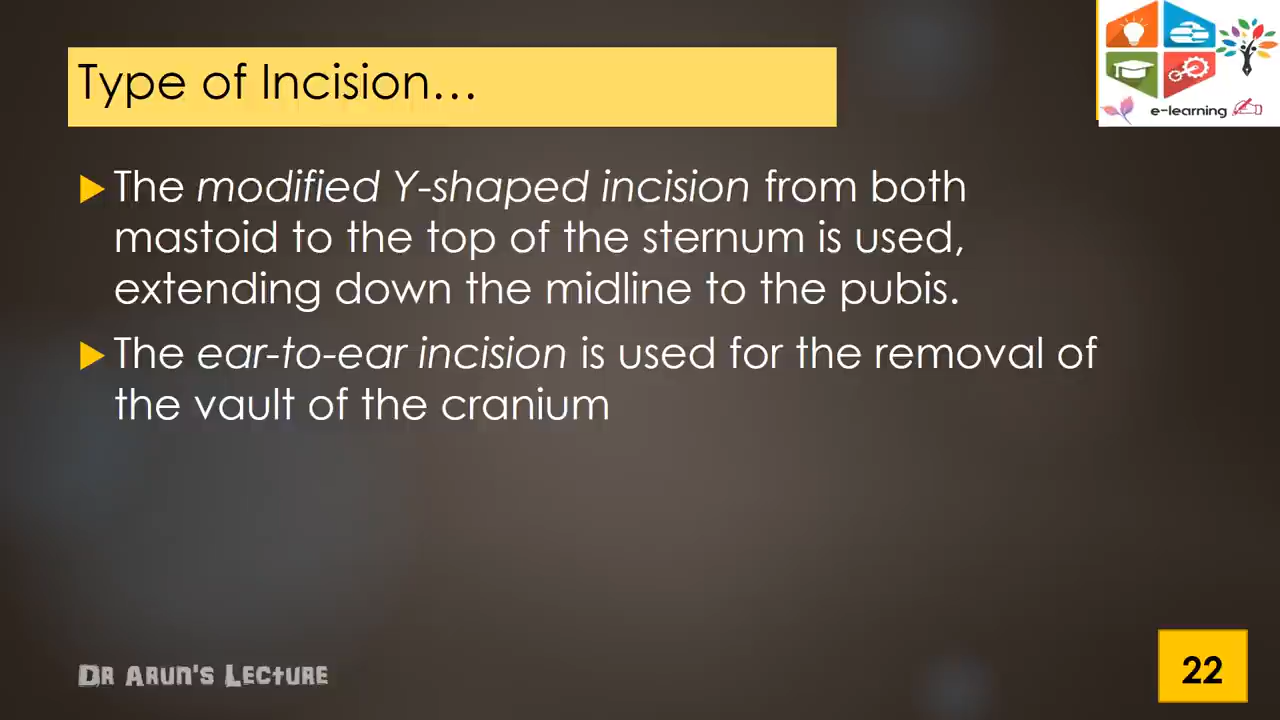 e-learning
Type of Incision...
The modified Y-shaped incision from both
mastoid to the top of the sternum is used,
extending down the midline to the pubis.
The ear-to-ear incision is used for the removal of
the vault of the cranium
Dr Arun's Lecture
22